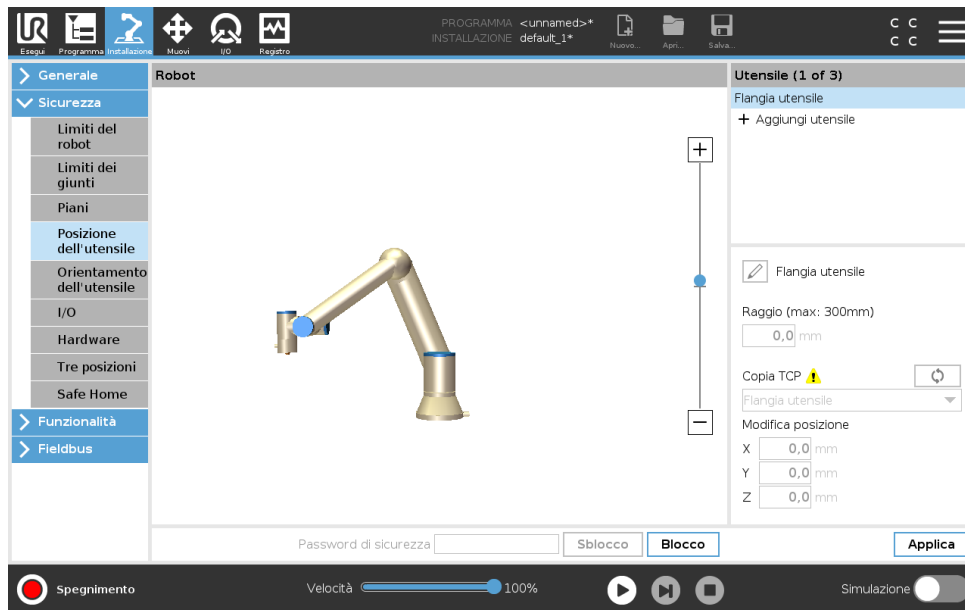 PROGRAMMA <unnamed>*
INSTALLAZIONE default_1*
UR
Esegui
Programma
Installazione
Muovi
I/O
Registro
Nuovo...
Apri...
Salva...
C C
C C
Generale
Sicurezza
Limiti del
robot
Limiti dei
giunti
Piani
Posizione
dell'utensile
Orientamento
dell'utensile
I/O
Hardware
Tre posizioni
Safe Home
Funzionalità
Fieldbus
Robot
Utensile (1 of 3)
Flangia utensile
+ Aggiungi utensile
Flangia utensile
Raggio (max: 300mm)
0,0 mm
Copia TCP
Flangia utensile
Modifica posizione
X 0,0 mm
Y 0,0 mm
Z 0,0 mm
Password di sicurezza
Sblocco
Blocco
Applica
Spegnimento
Velocità
100%
Simulazione